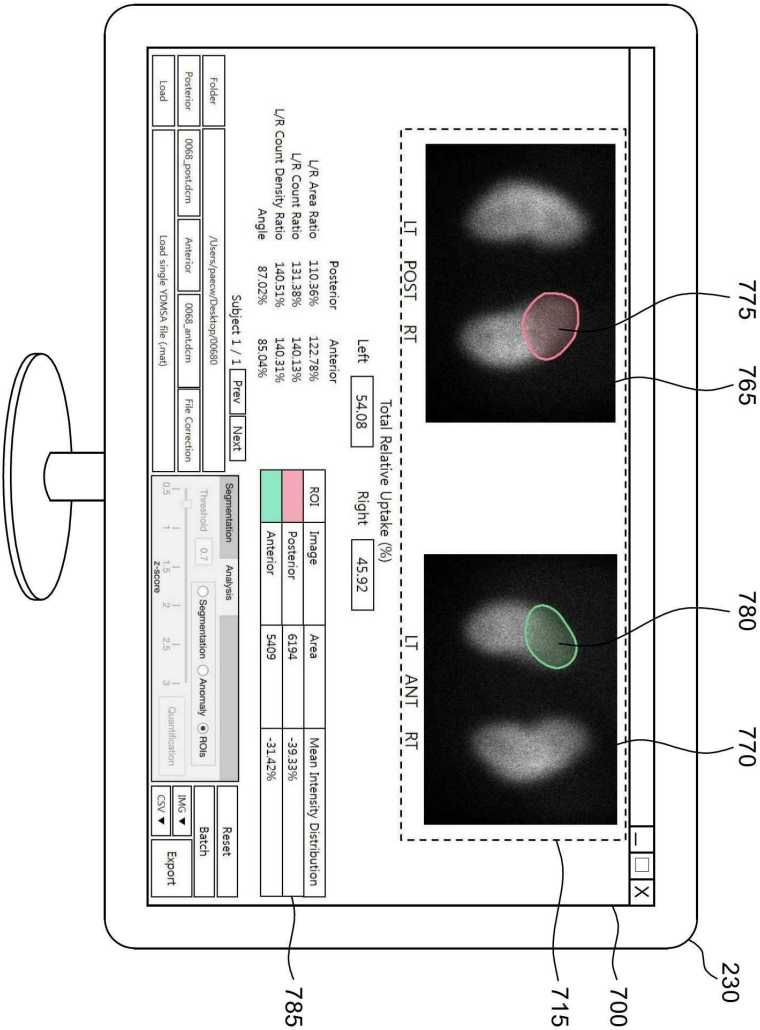 230
700
715
_ □ X
775
765
780
770
LT POST RT
LT ANT RT
Total Relative Uptake (%)
Left 54.08 Right 45.92
Posterior Anterior
L/R Area Ratio 110.36% 122.78%
L/R Count Ratio 131.38% 140.13%
L/R Count Density Ratio 140.51% 140.31%
Angle 87.02% 85.04%
ROI Image Area Mean Intensity Distribution
Posterior 6194 -39.33%
Anterior 5409 -31.42%
785
Subject 1 / 1 Prev Next
Folder /Users/paecw/Desktop/00680
Posterior 0068_post.dcm Anterior 0068_ant.dcm File Correction
Load Load single YDMSA file (.mat)
Segmentation Analysis
Threshold 0.7 Segmentation Anomaly ROIs
0.5 1 1.5 2 2.5 3
z-score
Quantification
Reset
Batch
IMG ▼
CSV ▼
Export